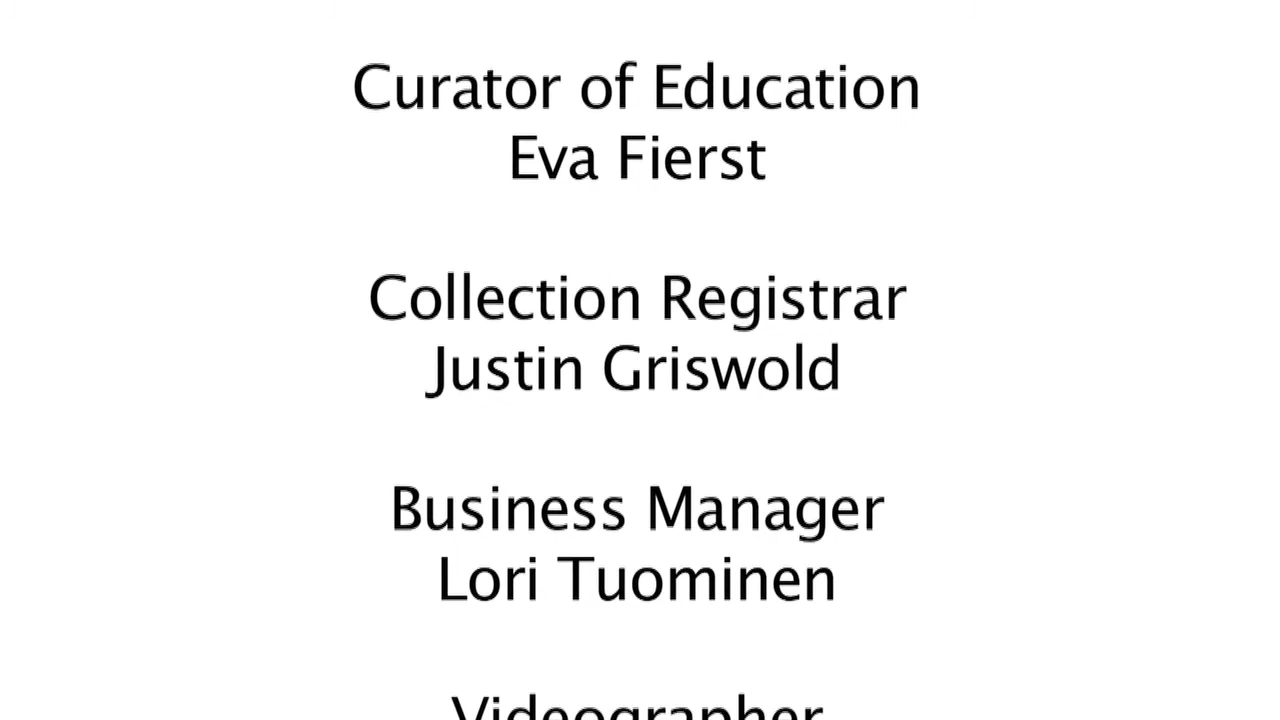 Curator of Education
Eva Fierst
Collection Registrar
Justin Griswold
Business Manager
Lori Tuominen
Videographer